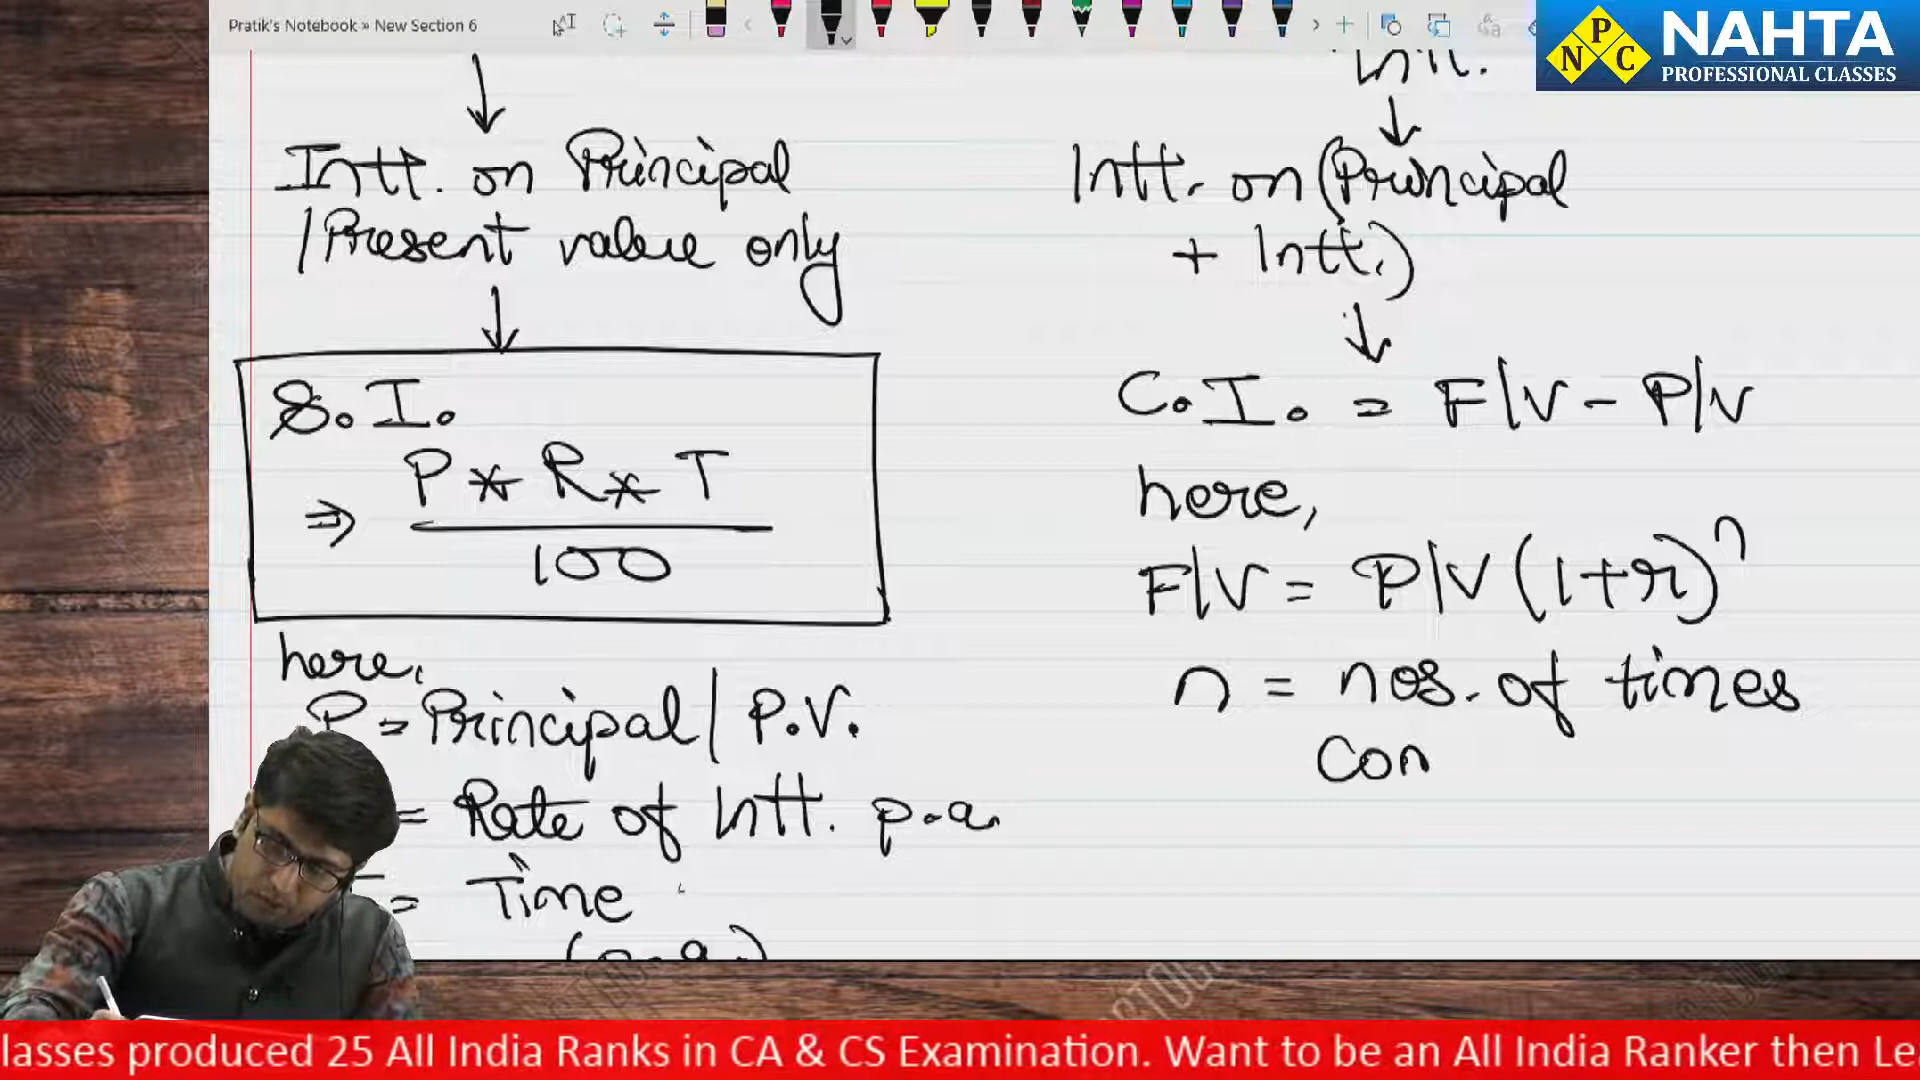 Pratik's Notebook » New Section 6
NPC
NAHTA
PROFESSIONAL CLASSES
Intt. on Principal
/Present value only
S.I.
⇒ P * R * T
100
here,
P = Principal / P.V.
= Rate of Intt. p.a.
T = Time
(p.a.)
Intt.
Intt. on (Principal
+ Intt.)
C.I. = F/V - P/V
here,
F/V = P/V (1+r)ⁿ
n = nos. of times
Con
lasses produced 25 All India Ranks in CA & CS Examination. Want to be an All India Ranker then Le